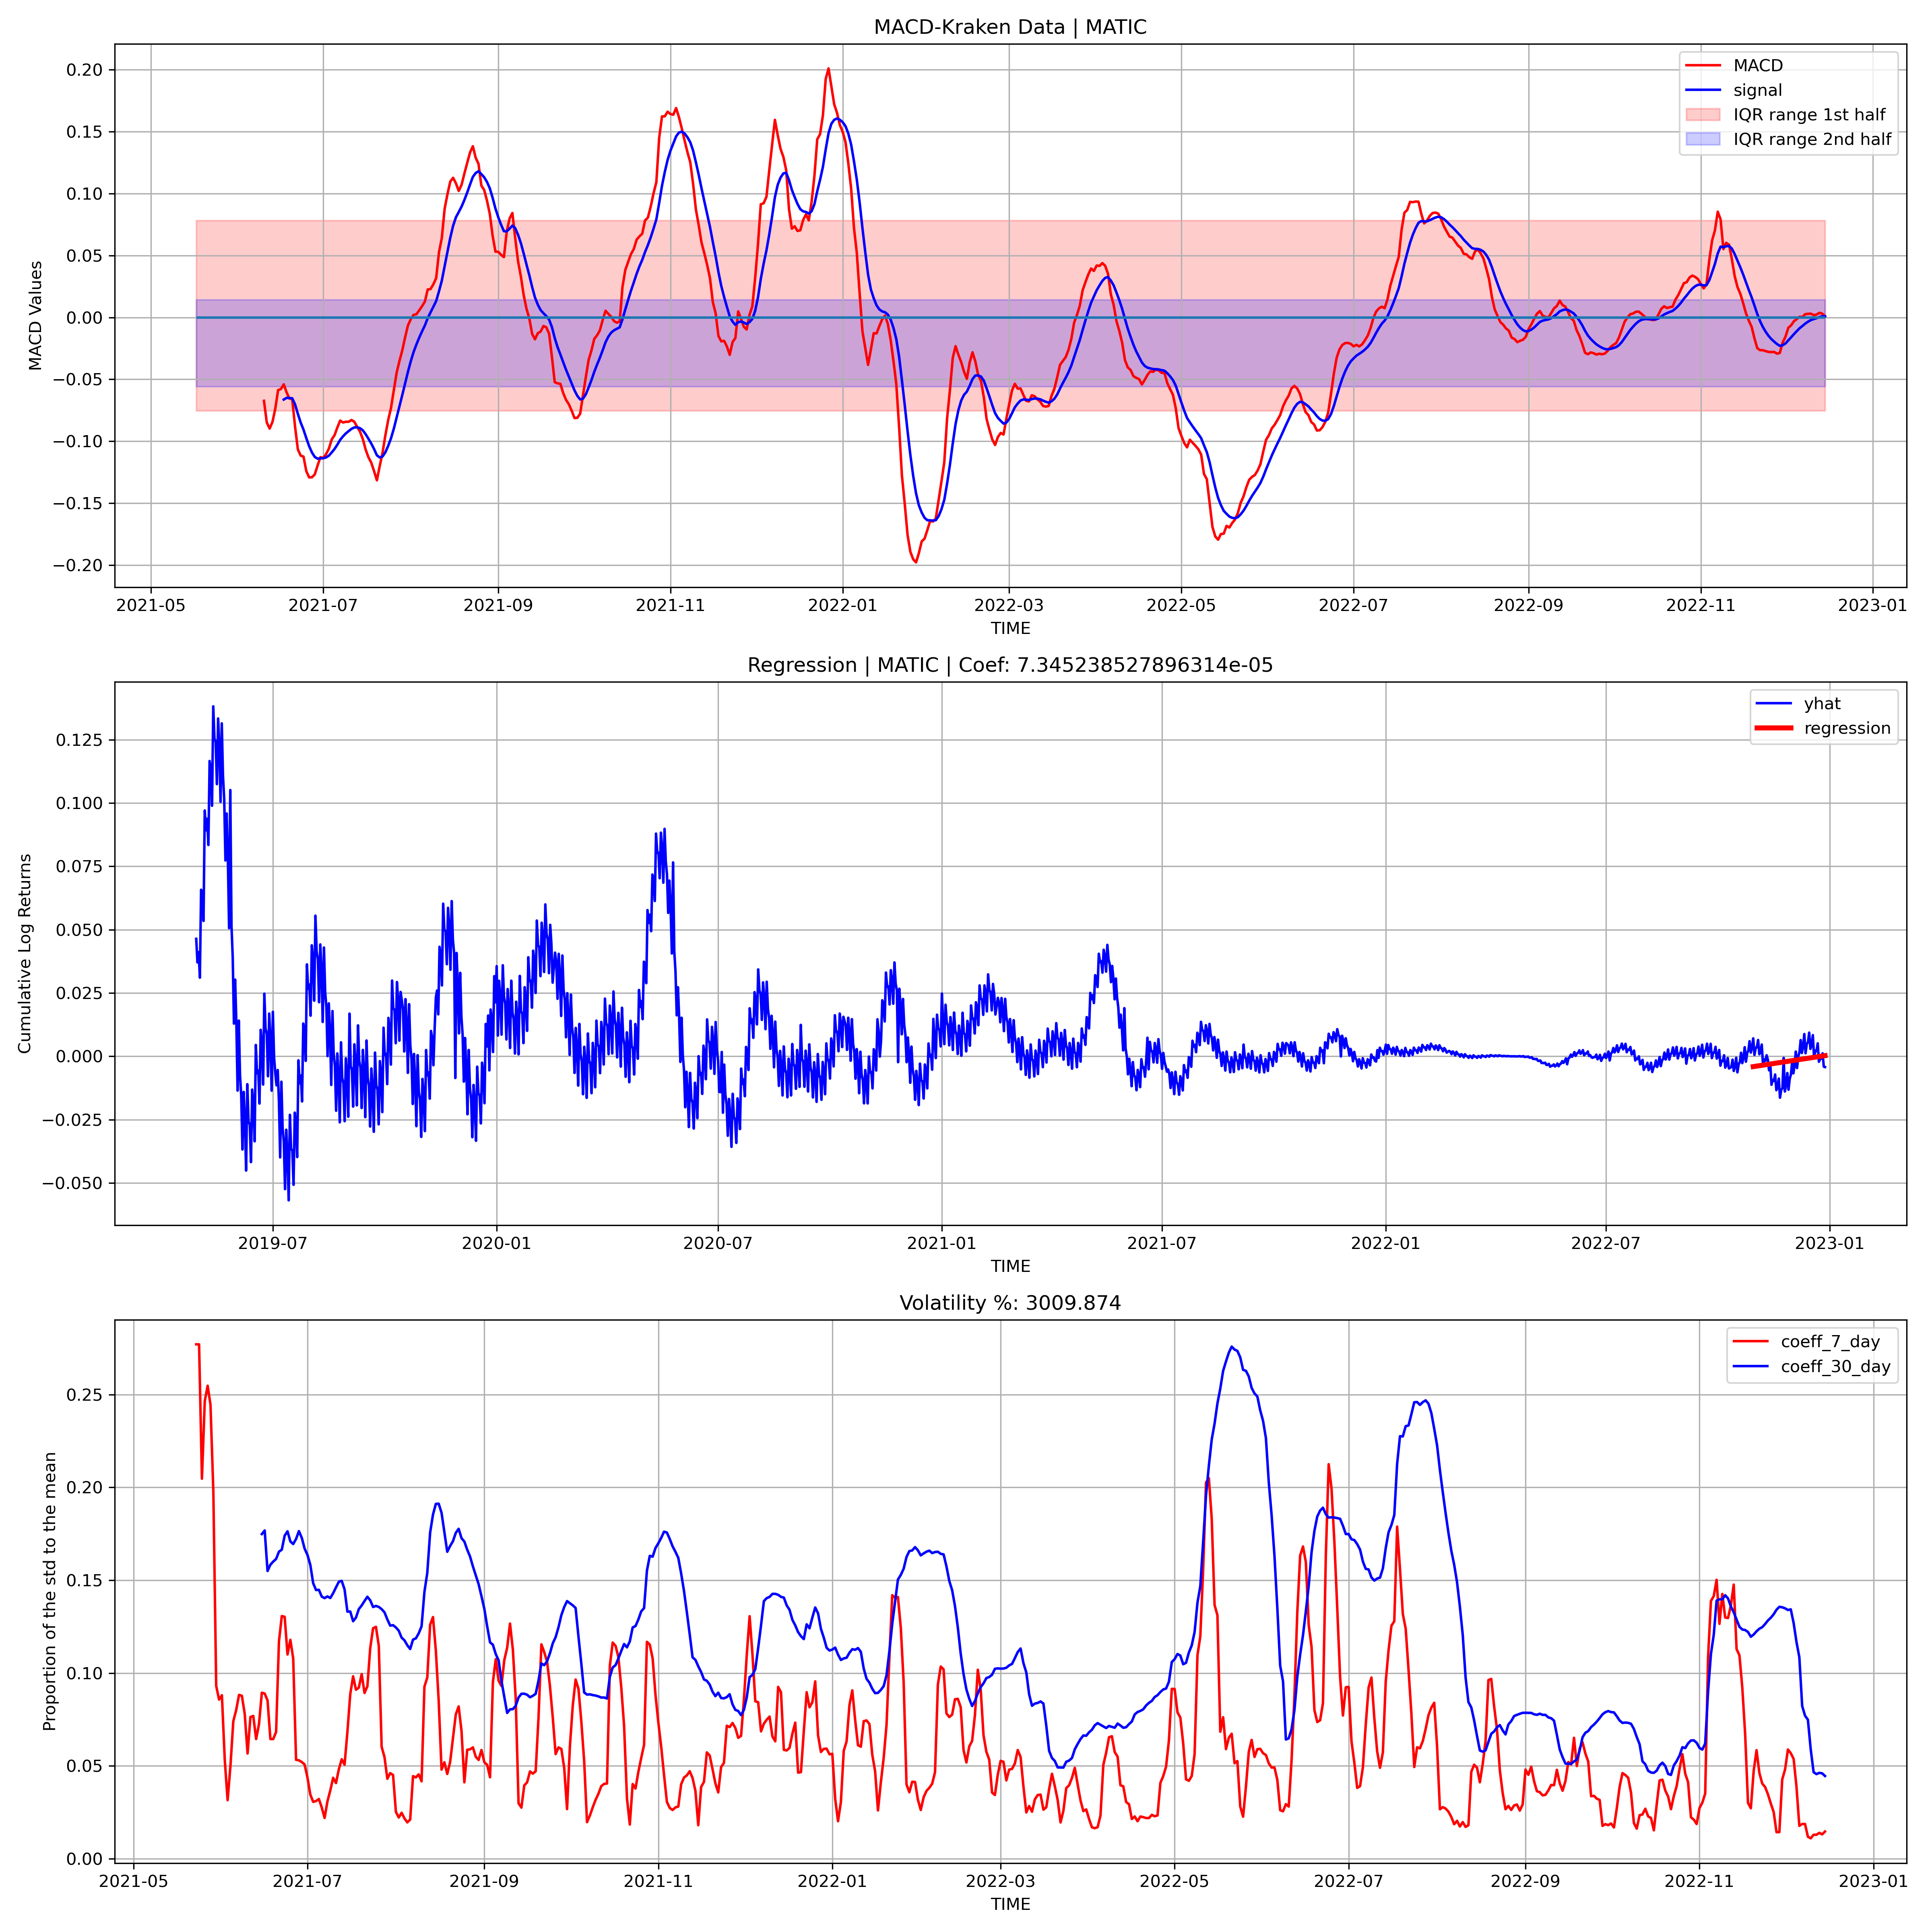 MACD-Kraken Data | MATIC
MACD
signal
IQR range 1st half
IQR range 2nd half
MACD Values
0.20
0.15
0.10
0.05
0.00
−0.05
−0.10
−0.15
−0.20
2021-05 2021-07 2021-09 2021-11 2022-01 2022-03 2022-05 2022-07 2022-09 2022-11 2023-01
TIME
Regression | MATIC | Coef: 7.345238527896314e-05
yhat
regression
Cumulative Log Returns
0.125
0.100
0.075
0.050
0.025
0.000
−0.025
−0.050
2019-07 2020-01 2020-07 2021-01 2021-07 2022-01 2022-07 2023-01
TIME
Volatility %: 3009.874
coeff_7_day
coeff_30_day
Proportion of the std to the mean
0.25
0.20
0.15
0.10
0.05
0.00
2021-05 2021-07 2021-09 2021-11 2022-01 2022-03 2022-05 2022-07 2022-09 2022-11 2023-01
TIME